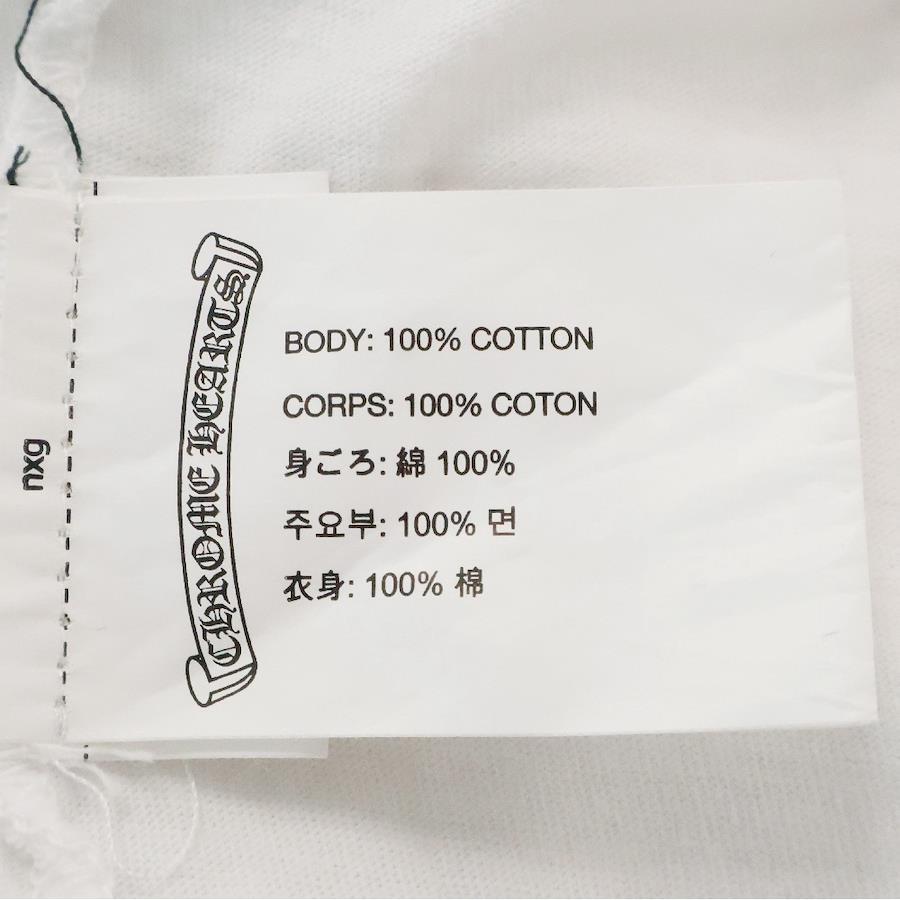 CHROME HEARTS.
BODY: 100% COTTON
CORPS: 100% COTON
身ごろ: 綿 100%
주요부: 100% 면
衣身: 100% 棉
nxg